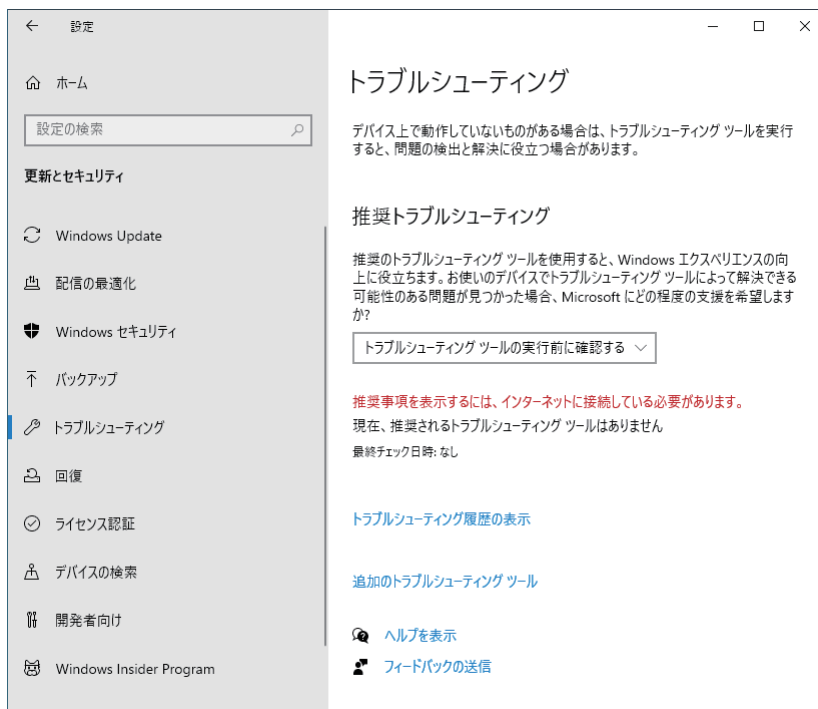 設定
ホーム
設定の検索
更新とセキュリティ
Windows Update
配信の最適化
Windows セキュリティ
バックアップ
トラブルシューティング
回復
ライセンス認証
デバイスの検索
開発者向け
Windows Insider Program
トラブルシューティング
デバイス上で動作していないものがある場合は、トラブルシューティング ツールを実行
すると、問題の検出と解決に役立つ場合があります。
推奨トラブルシューティング
推奨のトラブルシューティング ツールを使用すると、Windows エクスペリエンスの向
上に役立ちます。お使いのデバイスでトラブルシューティング ツールによって解決できる
可能性のある問題が見つかった場合、Microsoft にどの程度の支援を希望します
か?
トラブルシューティング ツールの実行前に確認する
推奨事項を表示するには、インターネットに接続している必要があります。
現在、推奨されるトラブルシューティング ツールはありません
最終チェック日時: なし
トラブルシューティング履歴の表示
追加のトラブルシューティング ツール
ヘルプを表示
フィードバックの送信